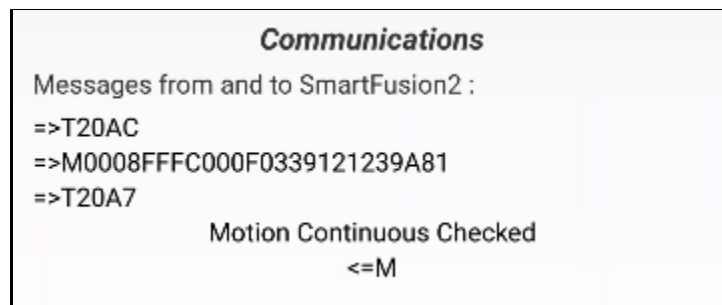 Communications
Messages from and to SmartFusion2 :
=>T20AC
=>M0008FFFC000F0339121239A81
=>T20A7
Motion Continuous Checked
<=M